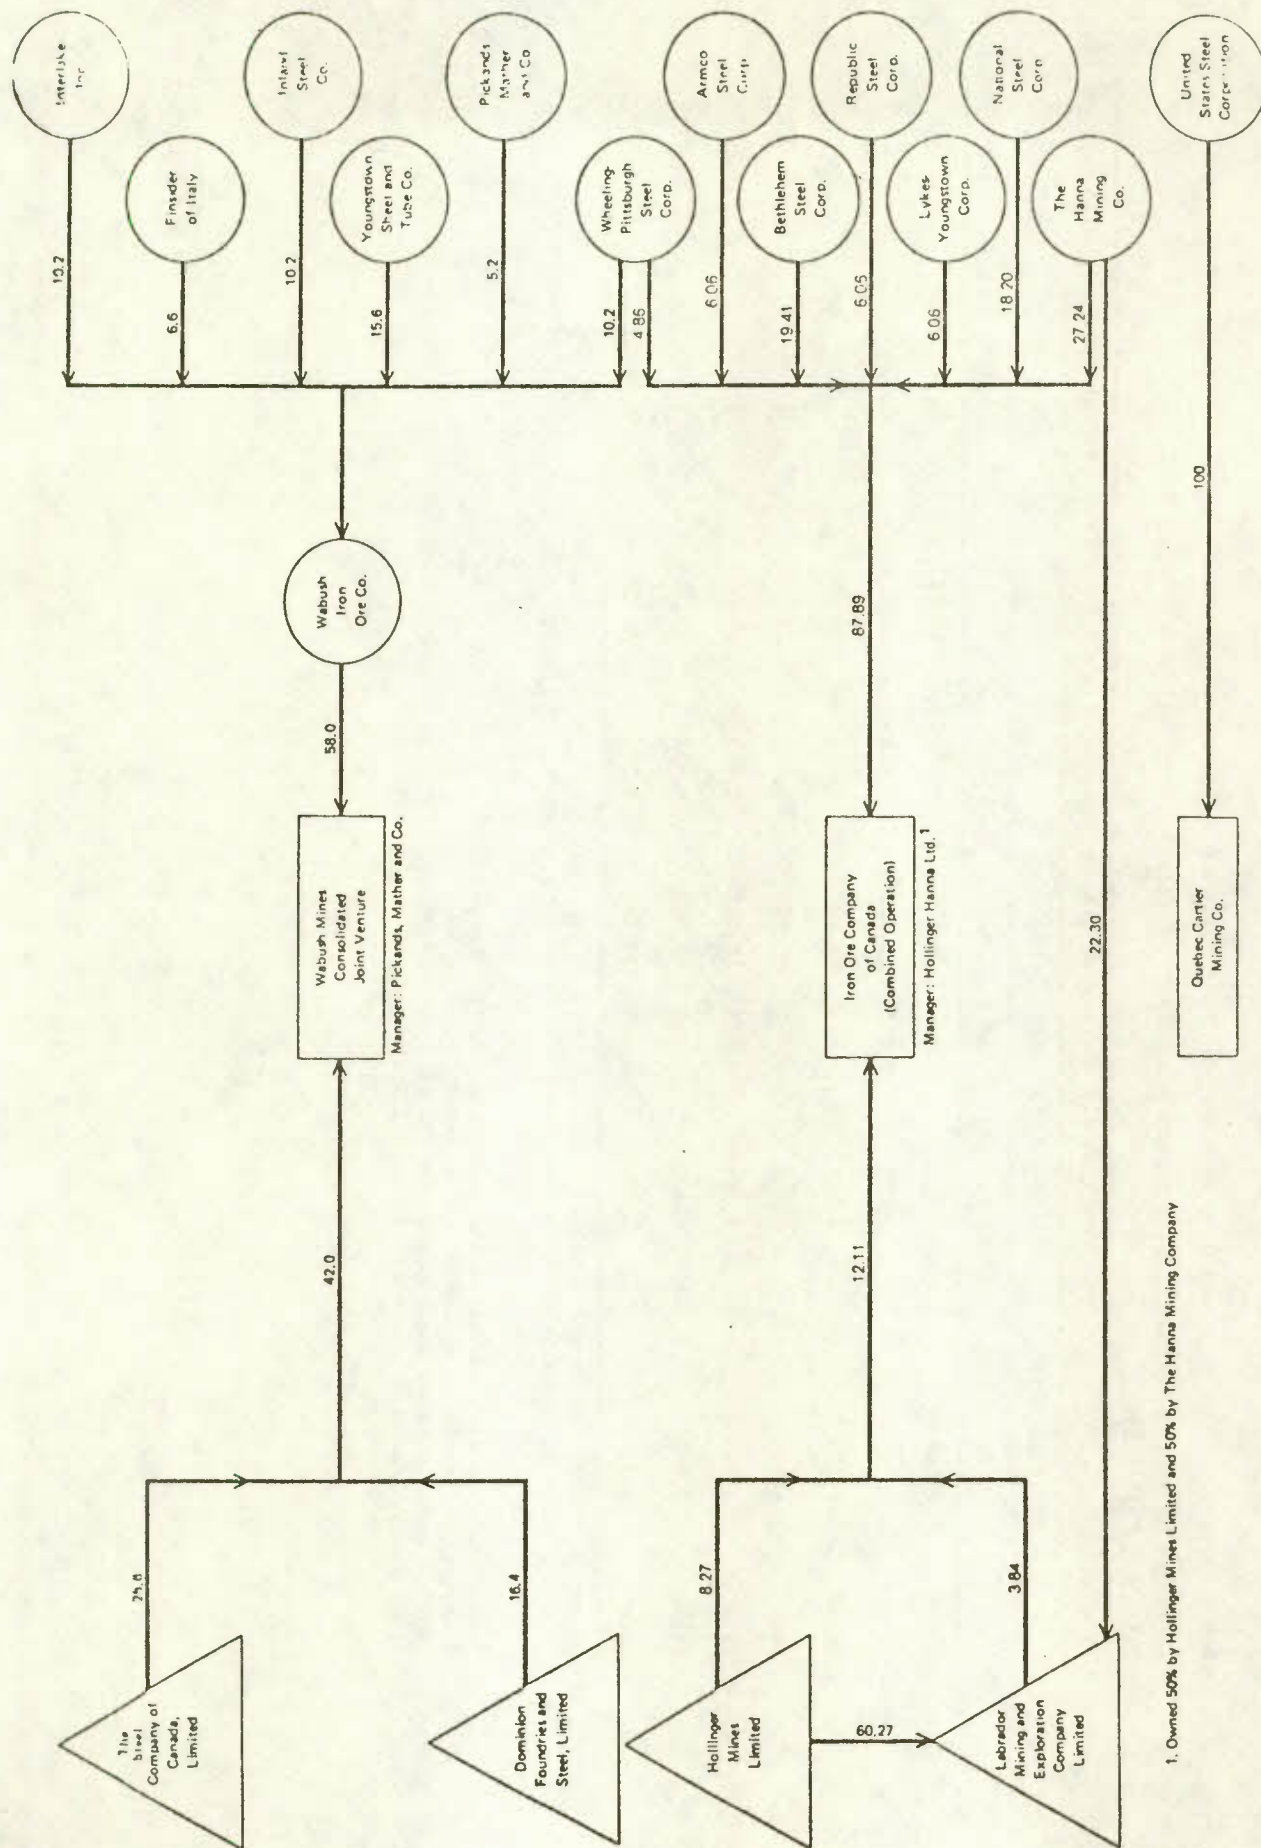 Interlake
Inc.
Inland
Steel
Co.
Pickands
Mather
and Co
Armco
Steel
Corp.
Republic
Steel
Corp.
National
Steel
Corp
United
States Steel
Corporation
Finsider
of Italy
Youngstown
Sheet and
Tube Co.
Wheeling-
Pittsburgh
Steel
Corp.
Bethlehem
Steel
Corp.
Lykes-
Youngstown
Corp.
The
Hanna
Mining
Co.
10.2
6.6
10.2
15.6
5.2
10.2
4.85
6.06
19.41
6.06
6.06
18.20
27.24
100
Wabush
Iron
Ore Co.
58.0
87.89
Wabush Mines
Consolidated
Joint Venture
Manager: Pickands, Mather and Co.
Iron Ore Company
of Canada
(Combined Operation)
Manager: Hollinger Hanna Ltd.1
22.30
Quebec Cartier
Mining Co.
42.0
12.11
25.6
16.4
8.27
3.84
The
Steel
Company of
Canada,
Limited
Dominion
Foundries and
Steel, Limited
Hollinger
Mines
Limited
60.27
Labrador
Mining and
Exploration
Company
Limited
1. Owned 50% by Hollinger Mines Limited and 50% by The Hanna Mining Company